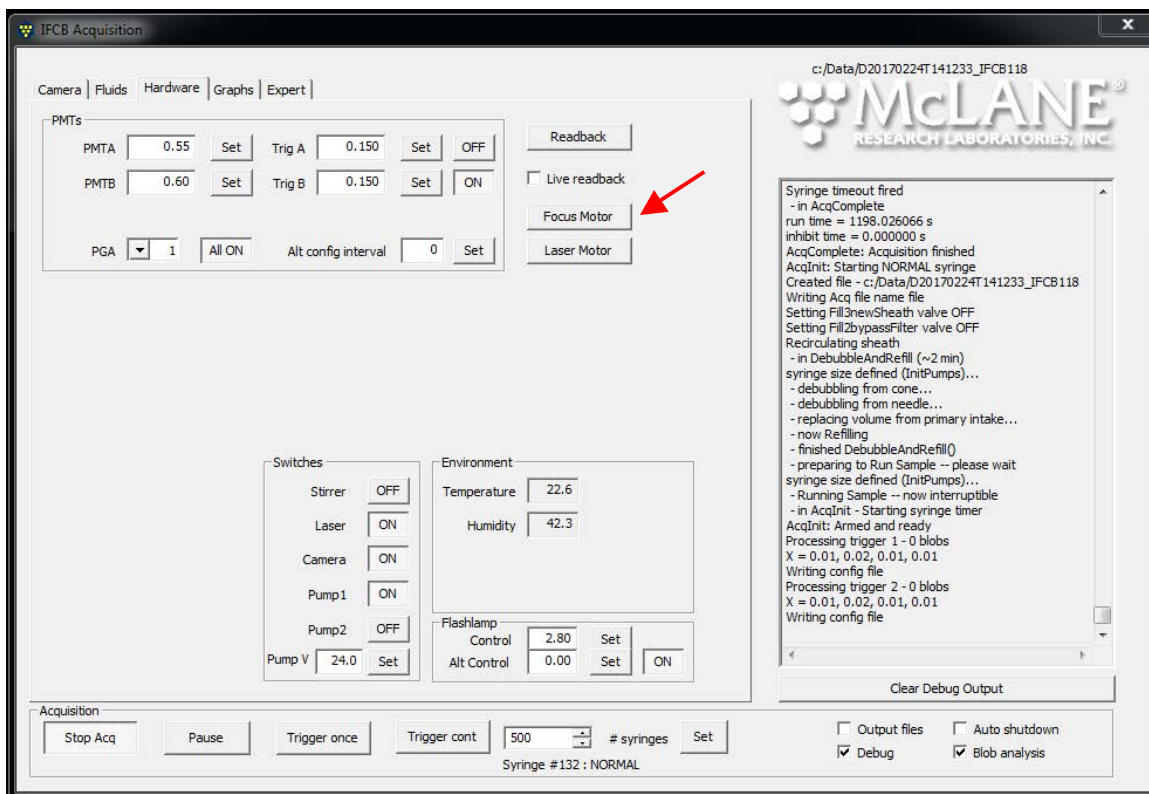 IFCB Acquisition
x
Camera Fluids Hardware Graphs Expert
PMTs
PMTA 0.55 Set Trig A 0.150 Set OFF
PMTB 0.60 Set Trig B 0.150 Set ON
PGA 1 All ON Alt config interval 0 Set
Readback
Live readback
Focus Motor
Laser Motor
Switches
Stirrer OFF
Laser ON
Camera ON
Pump1 ON
Pump2 OFF
Pump V 24.0 Set
Environment
Temperature 22.6
Humidity 42.3
Flashlamp
Control 2.80 Set
Alt Control 0.00 Set ON
c:/Data/D20170224T141233_IFCB118
McLANE®
RESEARCH LABORATORIES, INC.
Syringe timeout fired
- in AcqComplete
run time = 1198.026066 s
inhibit time = 0.000000 s
AcqComplete: Acquisition finished
AcqInit: Starting NORMAL syringe
Created file - c:/Data/D20170224T141233_IFCB118
Writing Acq file name file
Setting Fill3newSheath valve OFF
Setting Fill2bypassFilter valve OFF
Recirculating sheath
- in DebubbleAndRefill (~2 min)
syringe size defined (InitPumps)...
- debubbling from cone...
- debubbling from needle...
- replacing volume from primary intake...
- now Refilling
- finished DebubbleAndRefill()
- preparing to Run Sample -- please wait
syringe size defined (InitPumps)...
- Running Sample -- now interruptible
- in AcqInit - Starting syringe timer
AcqInit: Armed and ready
Processing trigger 1 - 0 blobs
X = 0.01, 0.02, 0.01, 0.01
Writing config file
Processing trigger 2 - 0 blobs
X = 0.01, 0.02, 0.01, 0.01
Writing config file
Clear Debug Output
Acquisition
Stop Acq Pause Trigger once Trigger cont 500 # syringes Set
Syringe #132 : NORMAL
Output files Auto shutdown
Debug Blob analysis